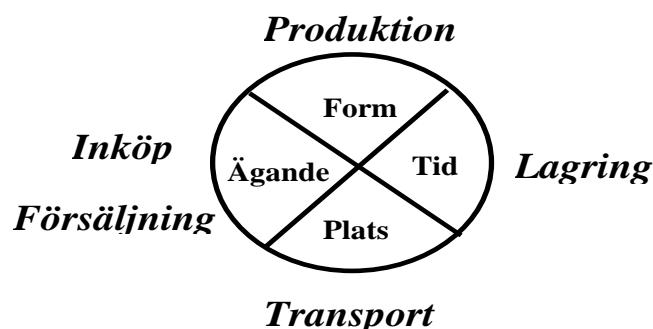 Produktion
Form
Inköp
Ägande
Tid
Lagring
Försäljning
Plats
Transport